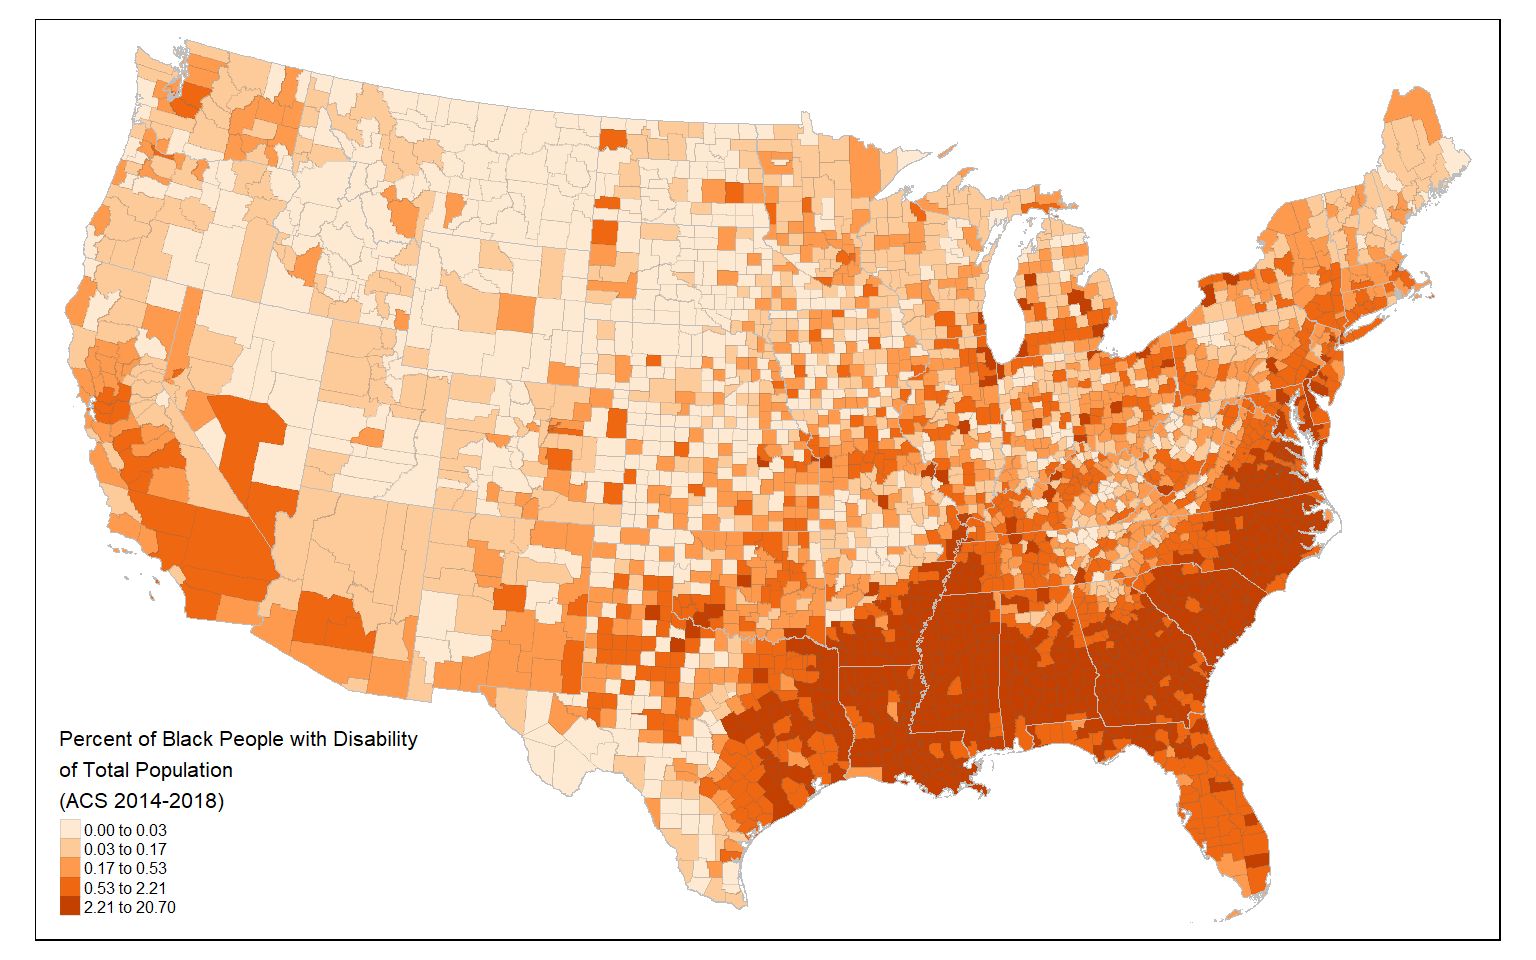 Percent of Black People with Disability
of Total Population
(ACS 2014-2018)
0.00 to 0.03
0.03 to 0.17
0.17 to 0.53
0.53 to 2.21
2.21 to 20.70